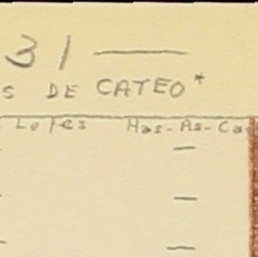 31 —
S DE CATEO*
Lotes Has-As-Ca
—
—
—